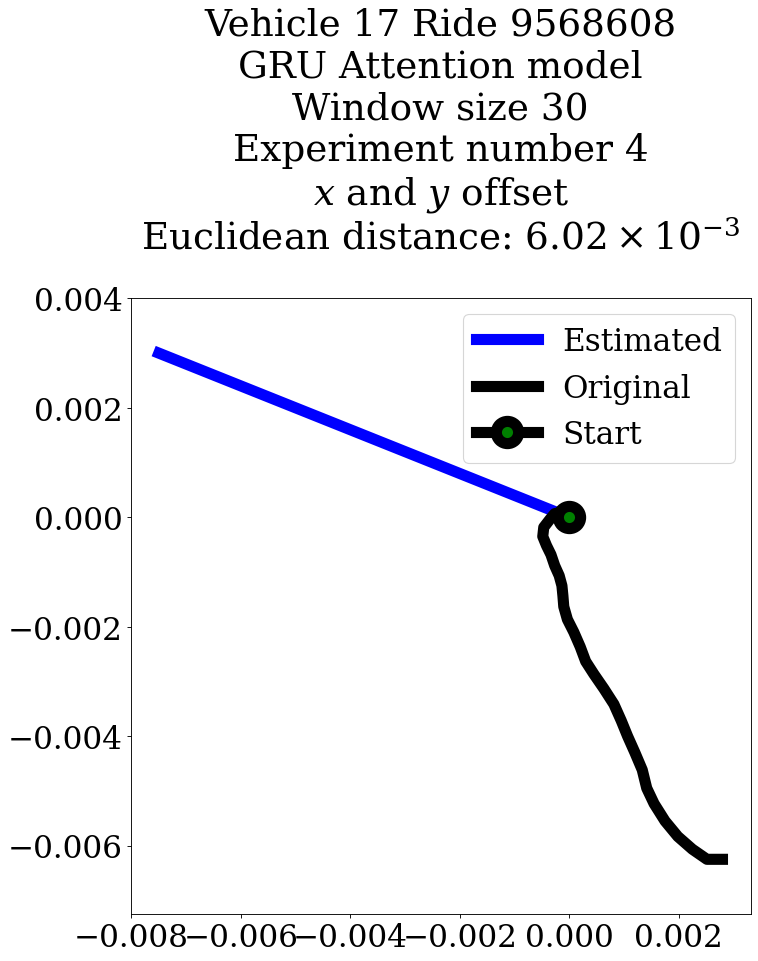 Vehicle 17 Ride 9568608
GRU Attention model
Window size 30
Experiment number 4
x and y offset
Euclidean distance: 6.02 × 10⁻³
0.004
0.002
0.000
−0.002
−0.004
−0.006
Estimated
Original
Start
−0.008 −0.006 −0.004 −0.002 0.000 0.002